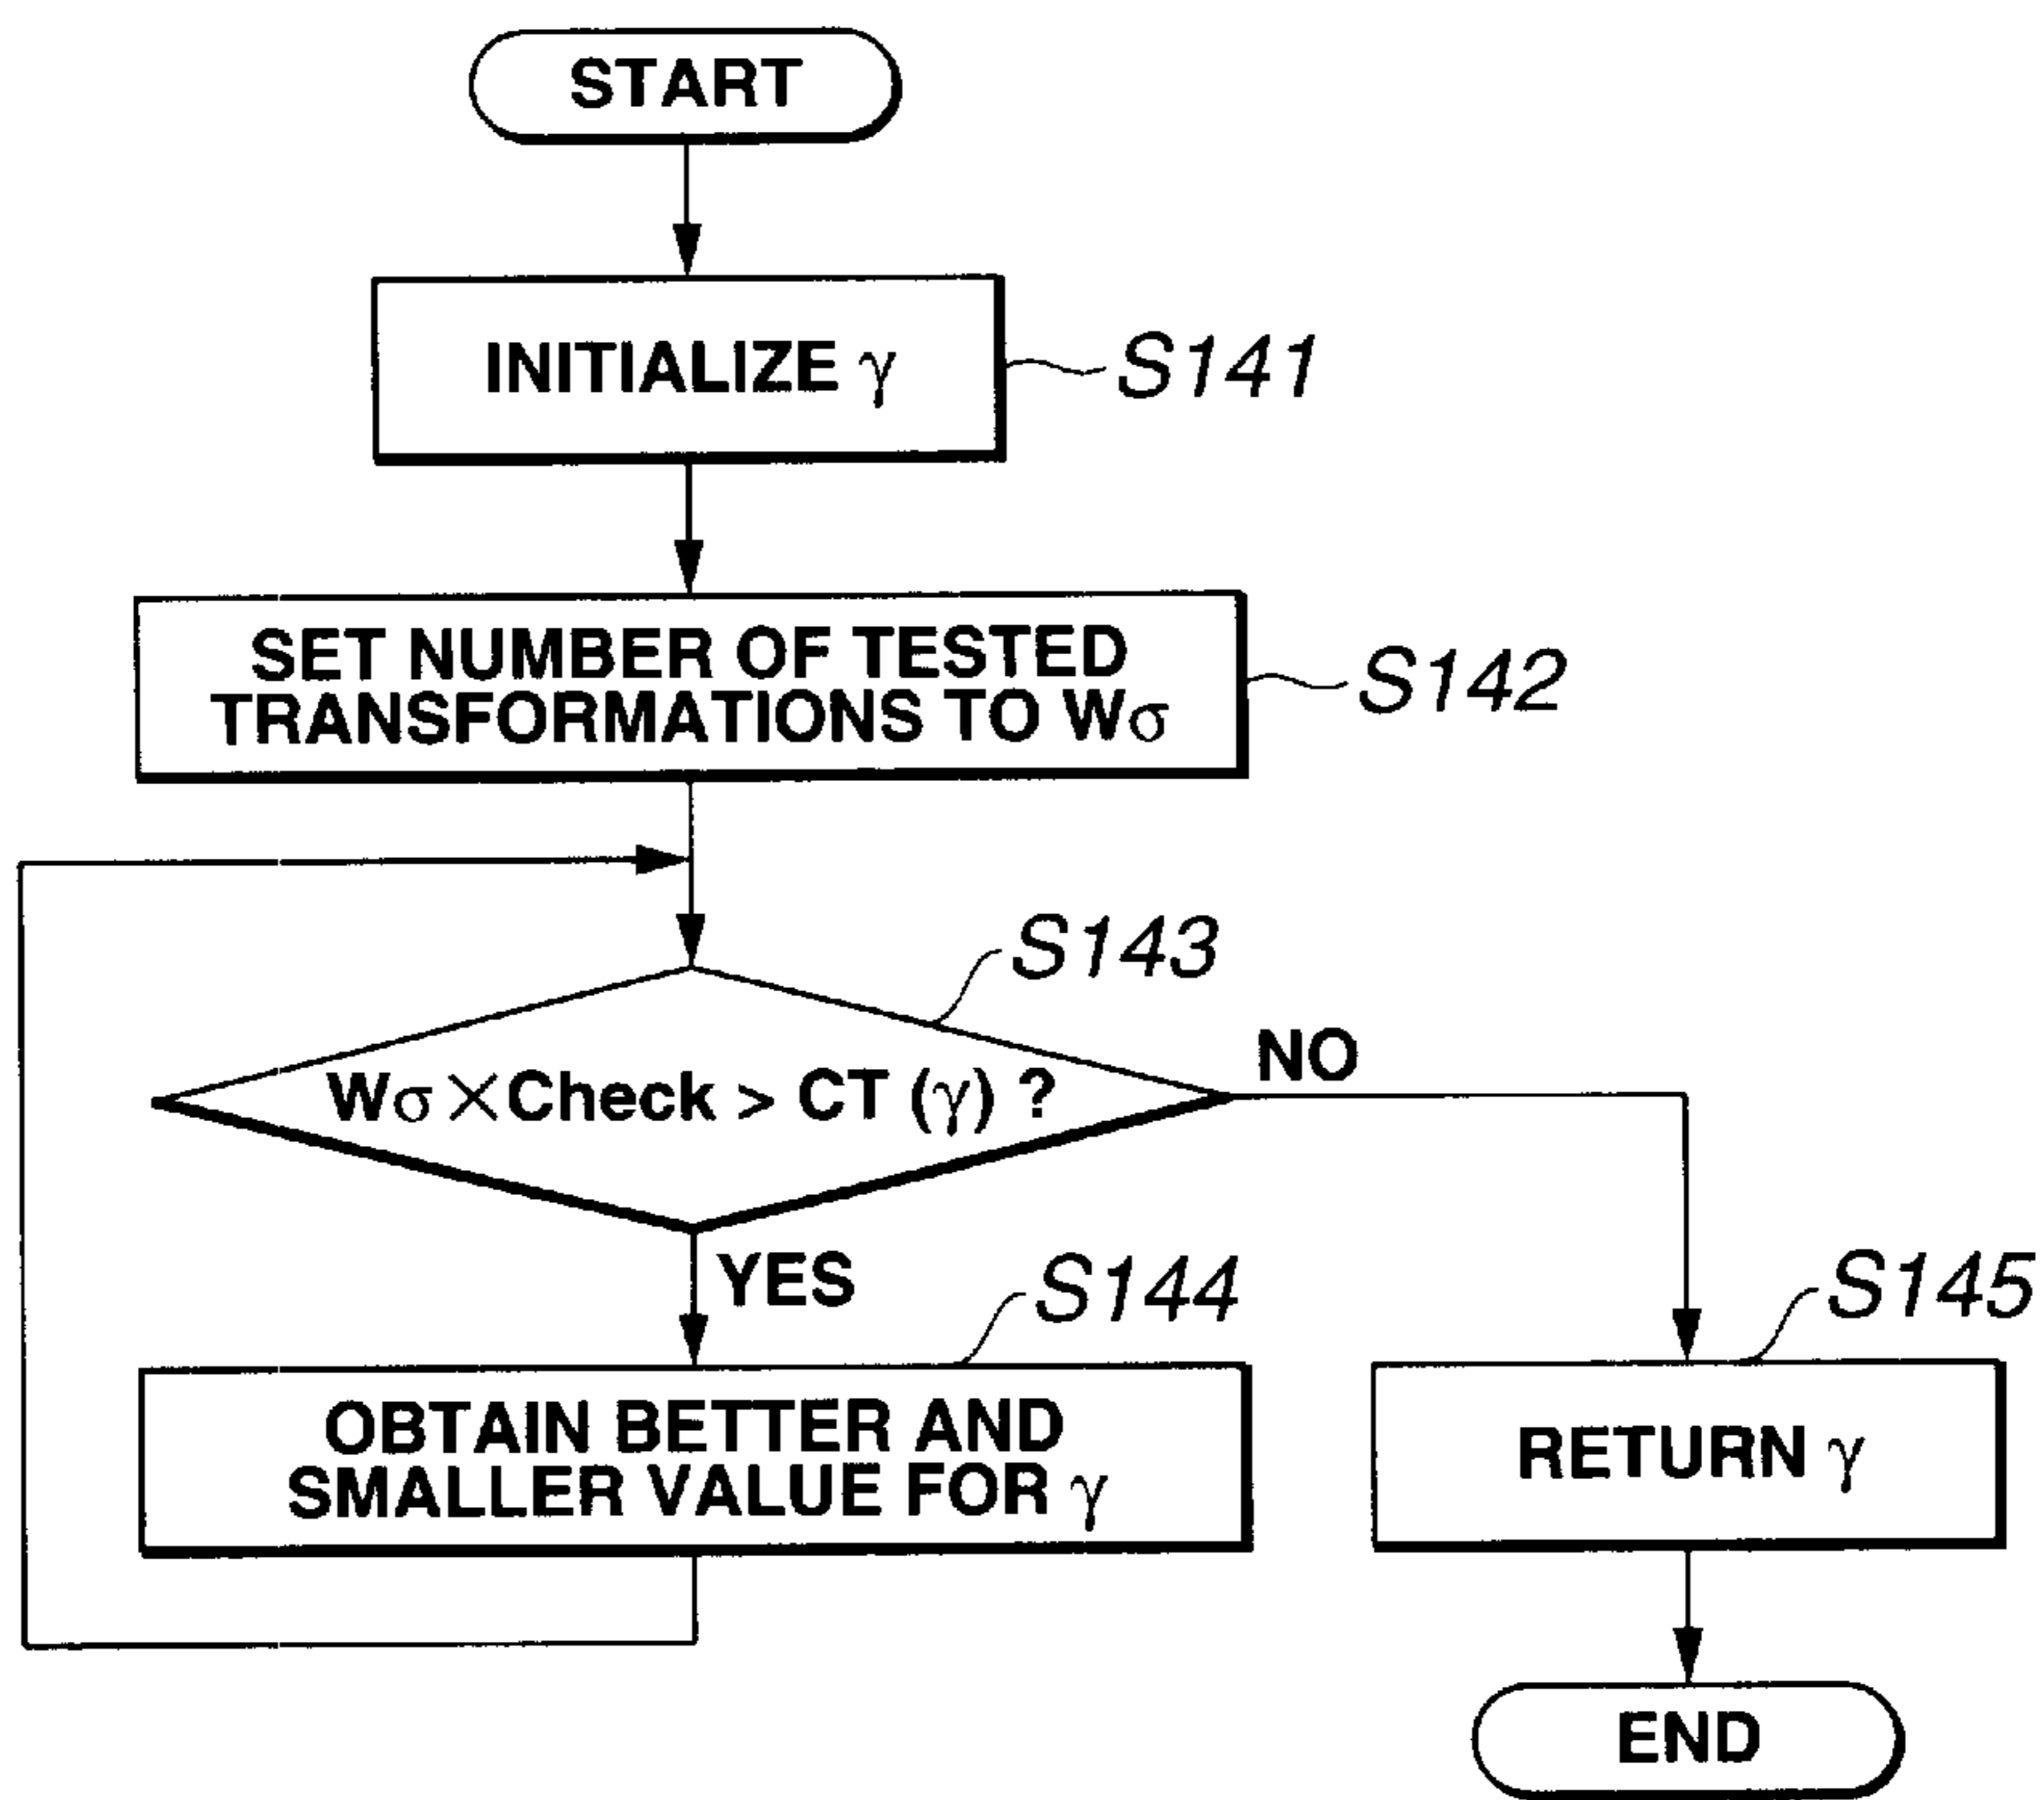 START
INITIALIZE γ
S141
SET NUMBER OF TESTED
TRANSFORMATIONS TO Wσ
S142
S143
Wσ×Check > CT (γ) ?
NO
YES
S144
OBTAIN BETTER AND
SMALLER VALUE FOR γ
S145
RETURN γ
END